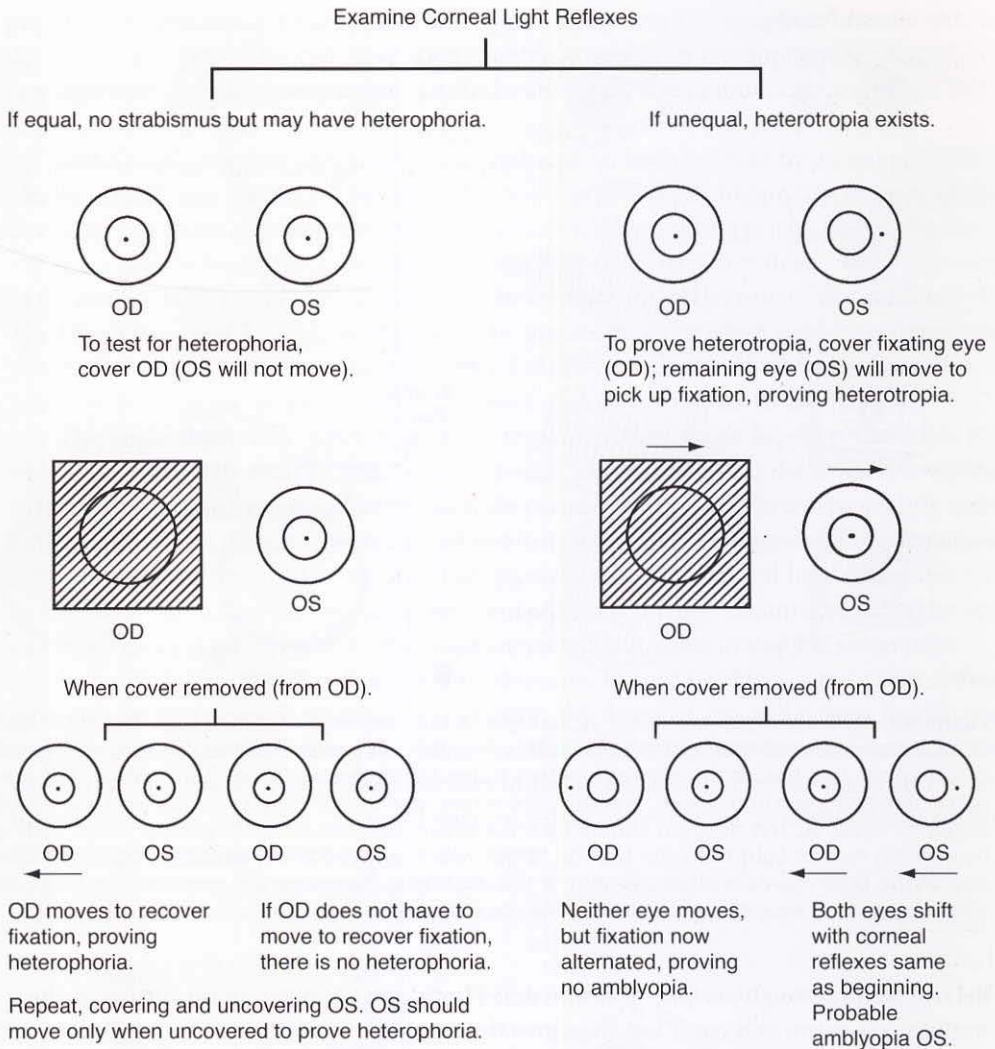 Examine Corneal Light Reflexes
If equal, no strabismus but may have heterophoria.
If unequal, heterotropia exists.
OD
OS
OD
OS
To test for heterophoria,
cover OD (OS will not move).
To prove heterotropia, cover fixating eye
(OD); remaining eye (OS) will move to
pick up fixation, proving heterotropia.
OD
OS
OD
OS
When cover removed (from OD).
When cover removed (from OD).
OD
OS
OD
OS
OD
OS
OD
OS
OD moves to recover
fixation, proving
heterophoria.
If OD does not have to
move to recover fixation,
there is no heterophoria.
Repeat, covering and uncovering OS. OS should
move only when uncovered to prove heterophoria.
Neither eye moves,
but fixation now
alternated, proving
no amblyopia.
Both eyes shift
with corneal
reflexes same
as beginning.
Probable
amblyopia OS.